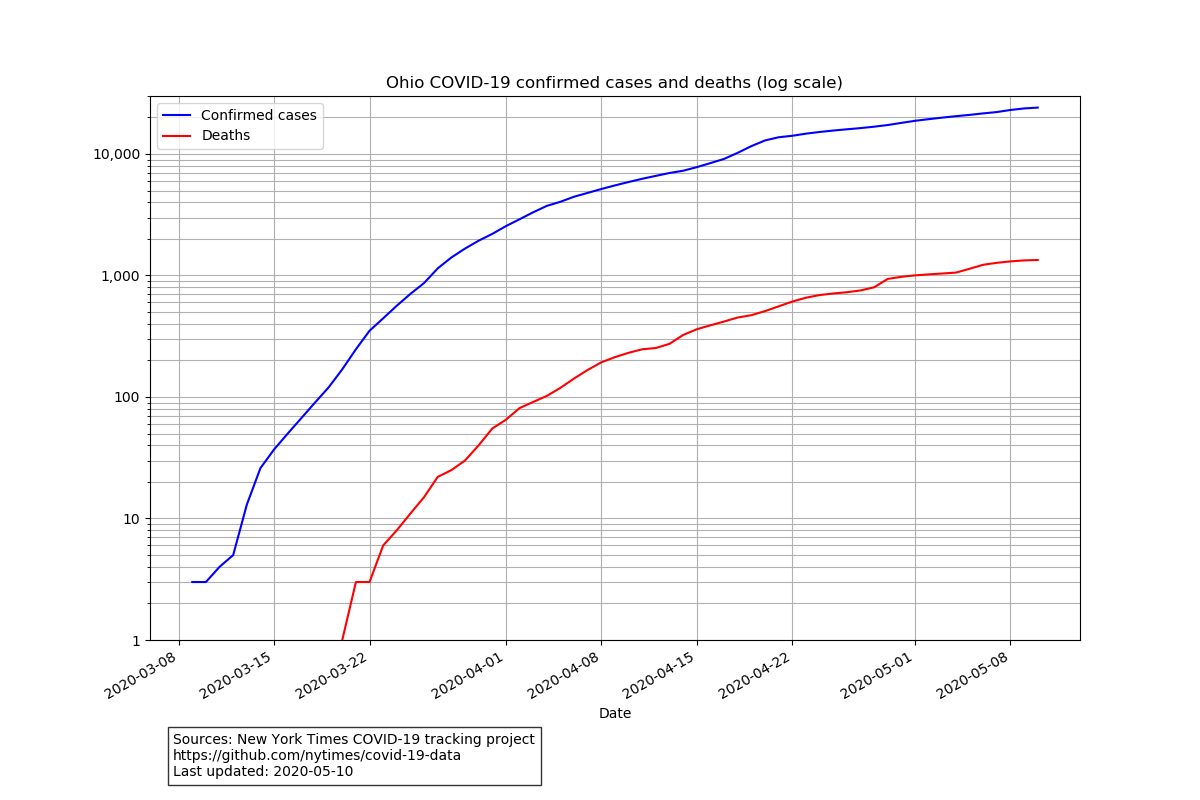 Ohio COVID-19 confirmed cases and deaths (log scale)
Confirmed cases
Deaths
10,000
1,000
100
10
1
2020-03-08
2020-03-15
2020-03-22
2020-04-01
2020-04-08
2020-04-15
2020-04-22
2020-05-01
2020-05-08
Date
Sources: New York Times COVID-19 tracking project
https://github.com/nytimes/covid-19-data
Last updated: 2020-05-10